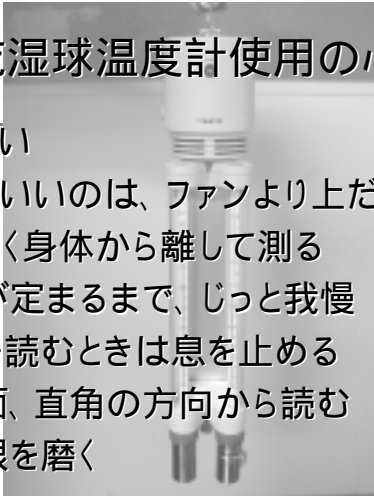 湿球温度計使用の心
い
いいのは、ファンより上だ
く身体から離して測る
が定まるまで、じっと我慢
を読むときは息を止める
面、直角の方向から読む
眼を磨く